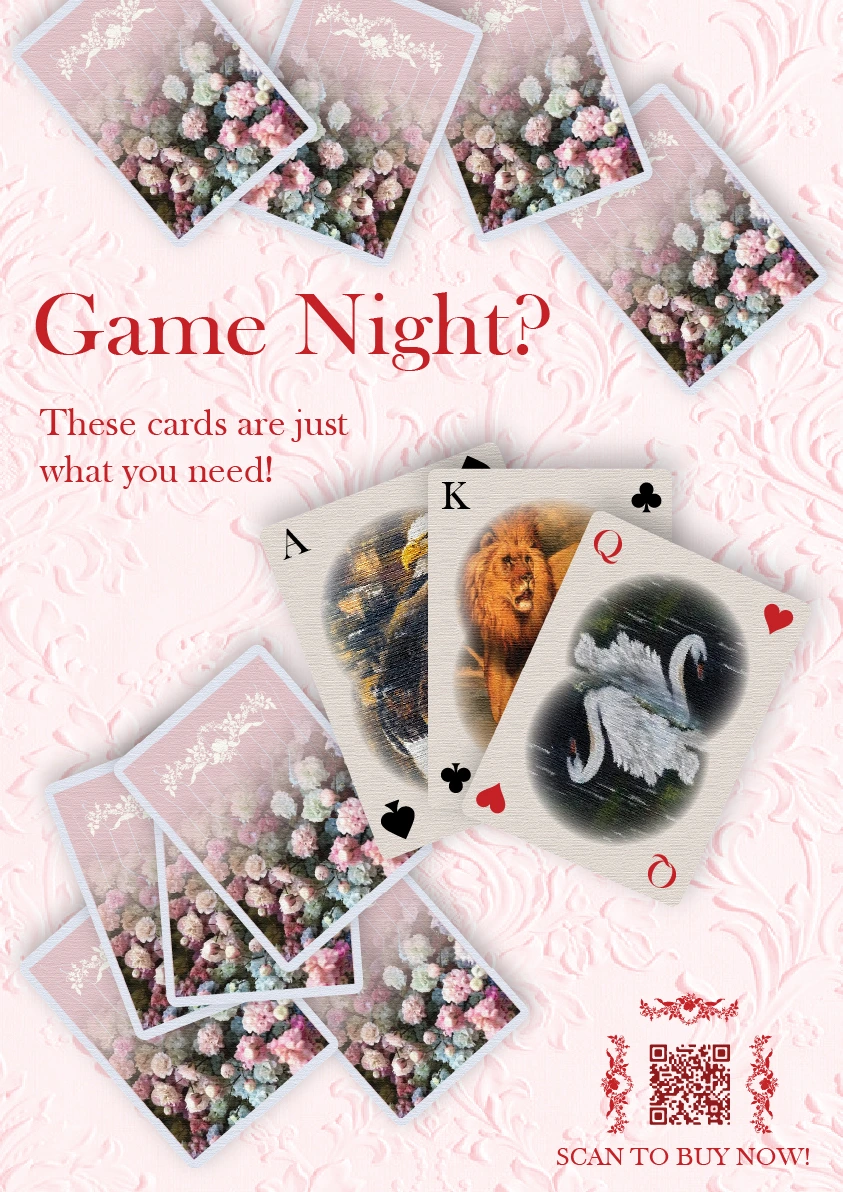 Game Night?
These cards are just
what you need!
A
K
Q
Q
SCAN TO BUY NOW!